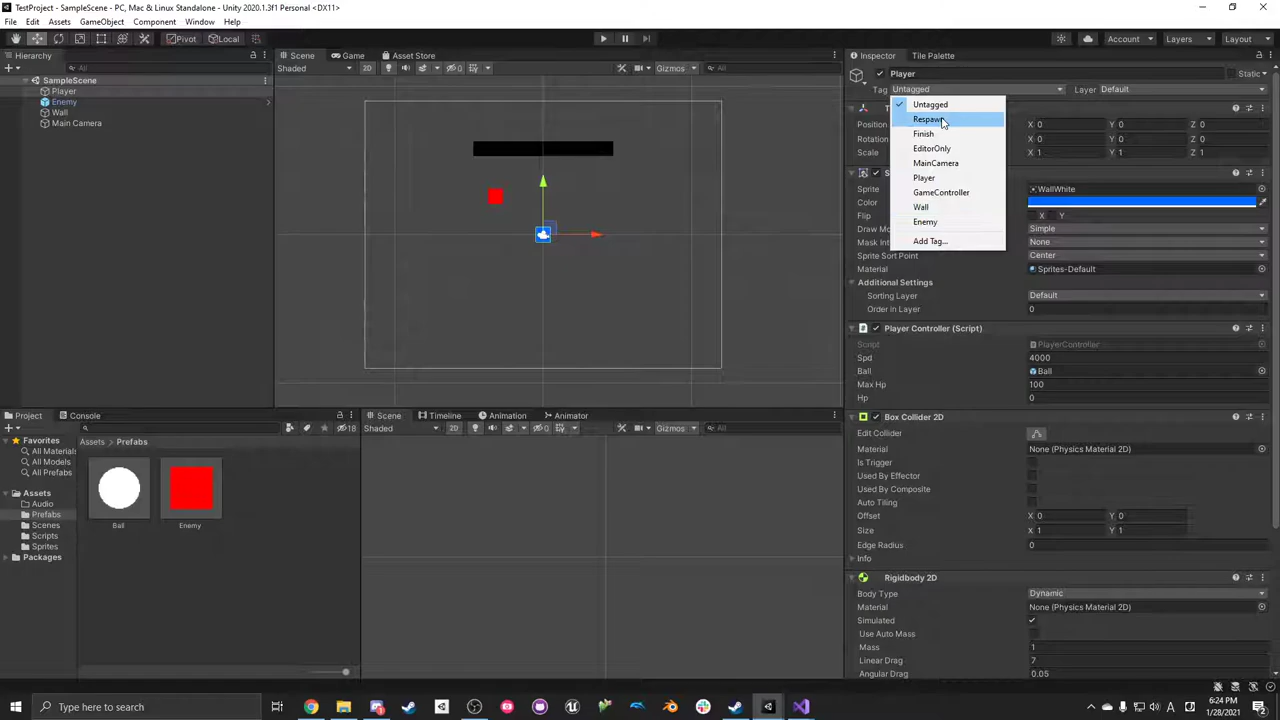 TestProject - SampleScene - PC, Mac & Linux Standalone - Unity 2020.1.3f1 Personal <DX11>
File Edit Assets GameObject Component Window Help
Pivot Local Account Layers Layout
Hierarchy
All
SampleScene
Player
Enemy
Wall
Main Camera
Scene Game Asset Store
Shaded 2D 0 Gizmos All
Inspector Tile Palette
Player Static
Tag Untagged Layer Default
Untagged
Respawn
Finish
EditorOnly
MainCamera
Player
GameController
Wall
Enemy
Add Tag...
Position X 0 Y 0 Z 0
Rotation X 0 Y 0 Z 0
Scale X 1 Y 1 Z 1
Sprite WallWhite
Color
Flip X Y
Draw Mo Simple
Mask Int None
Sprite Sort Point Center
Material Sprites-Default
Additional Settings
Sorting Layer Default
Order in Layer 0
Player Controller (Script)
Script PlayerController
Spd 4000
Ball Ball
Max Hp 100
Hp 0
Box Collider 2D
Edit Collider
Material None (Physics Material 2D)
Is Trigger
Used By Effector
Used By Composite
Auto Tiling
Offset X 0 Y 0
Size X 1 Y 1
Edge Radius 0
Info
Rigidbody 2D
Body Type Dynamic
Material None (Physics Material 2D)
Simulated
Use Auto Mass
Mass 1
Linear Drag 7
Angular Drag 0.05
Project Console
18
Favorites
All Materials
All Models
All Prefabs
Assets
Audio
Prefabs
Scenes
Scripts
Sprites
Packages
Assets > Prefabs
Ball
Enemy
Scene Timeline Animation Animator
Shaded 2D 0 Gizmos All
Type here to search
A
6:24 PM
1/28/2021